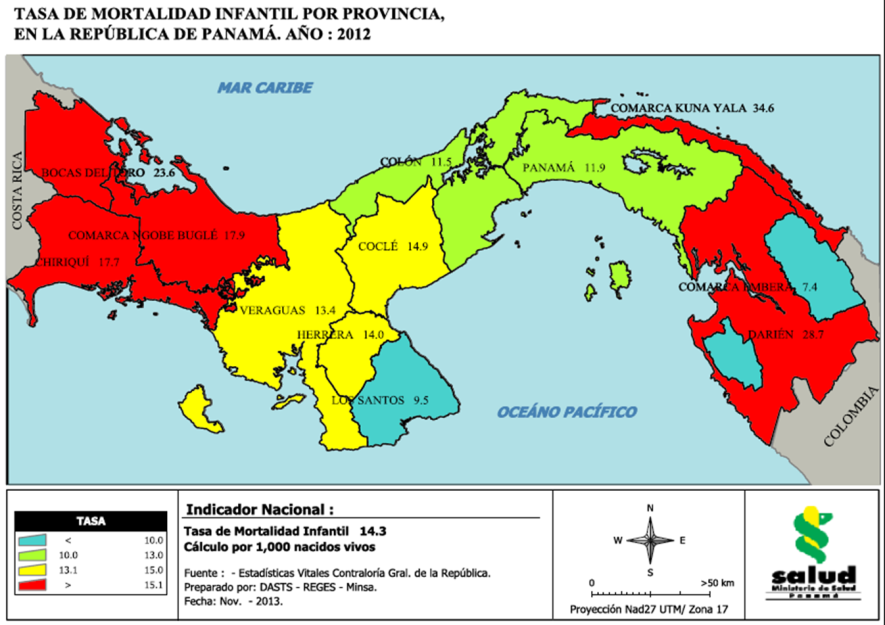 TASA DE MORTALIDAD INFANTIL POR PROVINCIA,
EN LA REPÚBLICA DE PANAMÁ. AÑO : 2012
MAR CARIBE
COMARCA KUNA YALA 34.6
COSTA RICA
COLÓN 11.5
PANAMÁ 11.9
BOCAS DEL TORO 23.6
COMARCA NGOBE BUGLÉ 17.9
COCLÉ 14.9
CHIRIQUÍ 17.7
COMARCA EMBERA 7.4
VERAGUAS 13.4
HERRERA 14.0
DARIÉN 28.7
LOS SANTOS 9.5
OCEÁNO PACÍFICO
COLOMBIA
TASA
< 10.0
10.0 13.0
13.1 15.0
> 15.1
Indicador Nacional :
Tasa de Mortalidad Infantil 14.3
Cálculo por 1,000 nacidos vivos
Fuente : - Estadísticas Vitales Contraloría Gral. de la República.
Preparado por: DASTS - REGES - Minsa.
Fecha: Nov. - 2013.
N
W E
S
0 >50 km
Proyección Nad27 UTM/ Zona 17
salud
Ministerio de Salud
Panamá